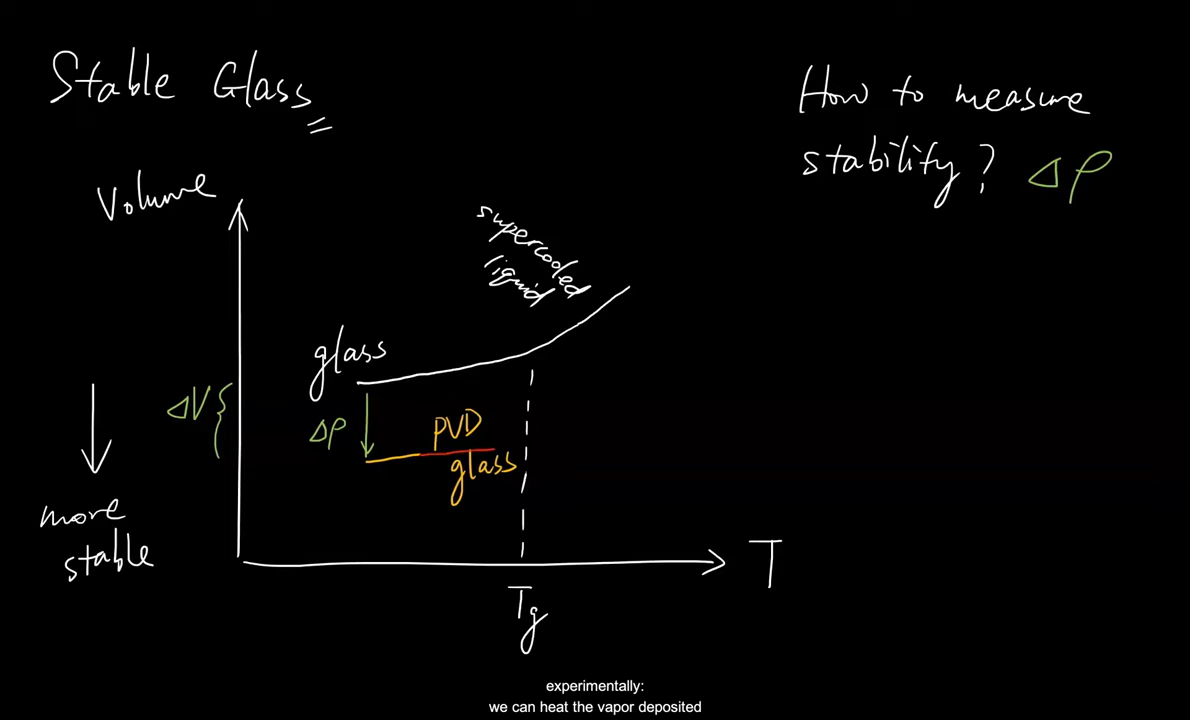 Stable Glass
How to measure
stability? Δρ
Volume
supercooled
liquid
glass
ΔV
Δρ
PVD
glass
more
stable
T
Tg
experimentally:
we can heat the vapor deposited